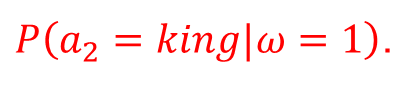 P(a₂ = king|ω = 1).